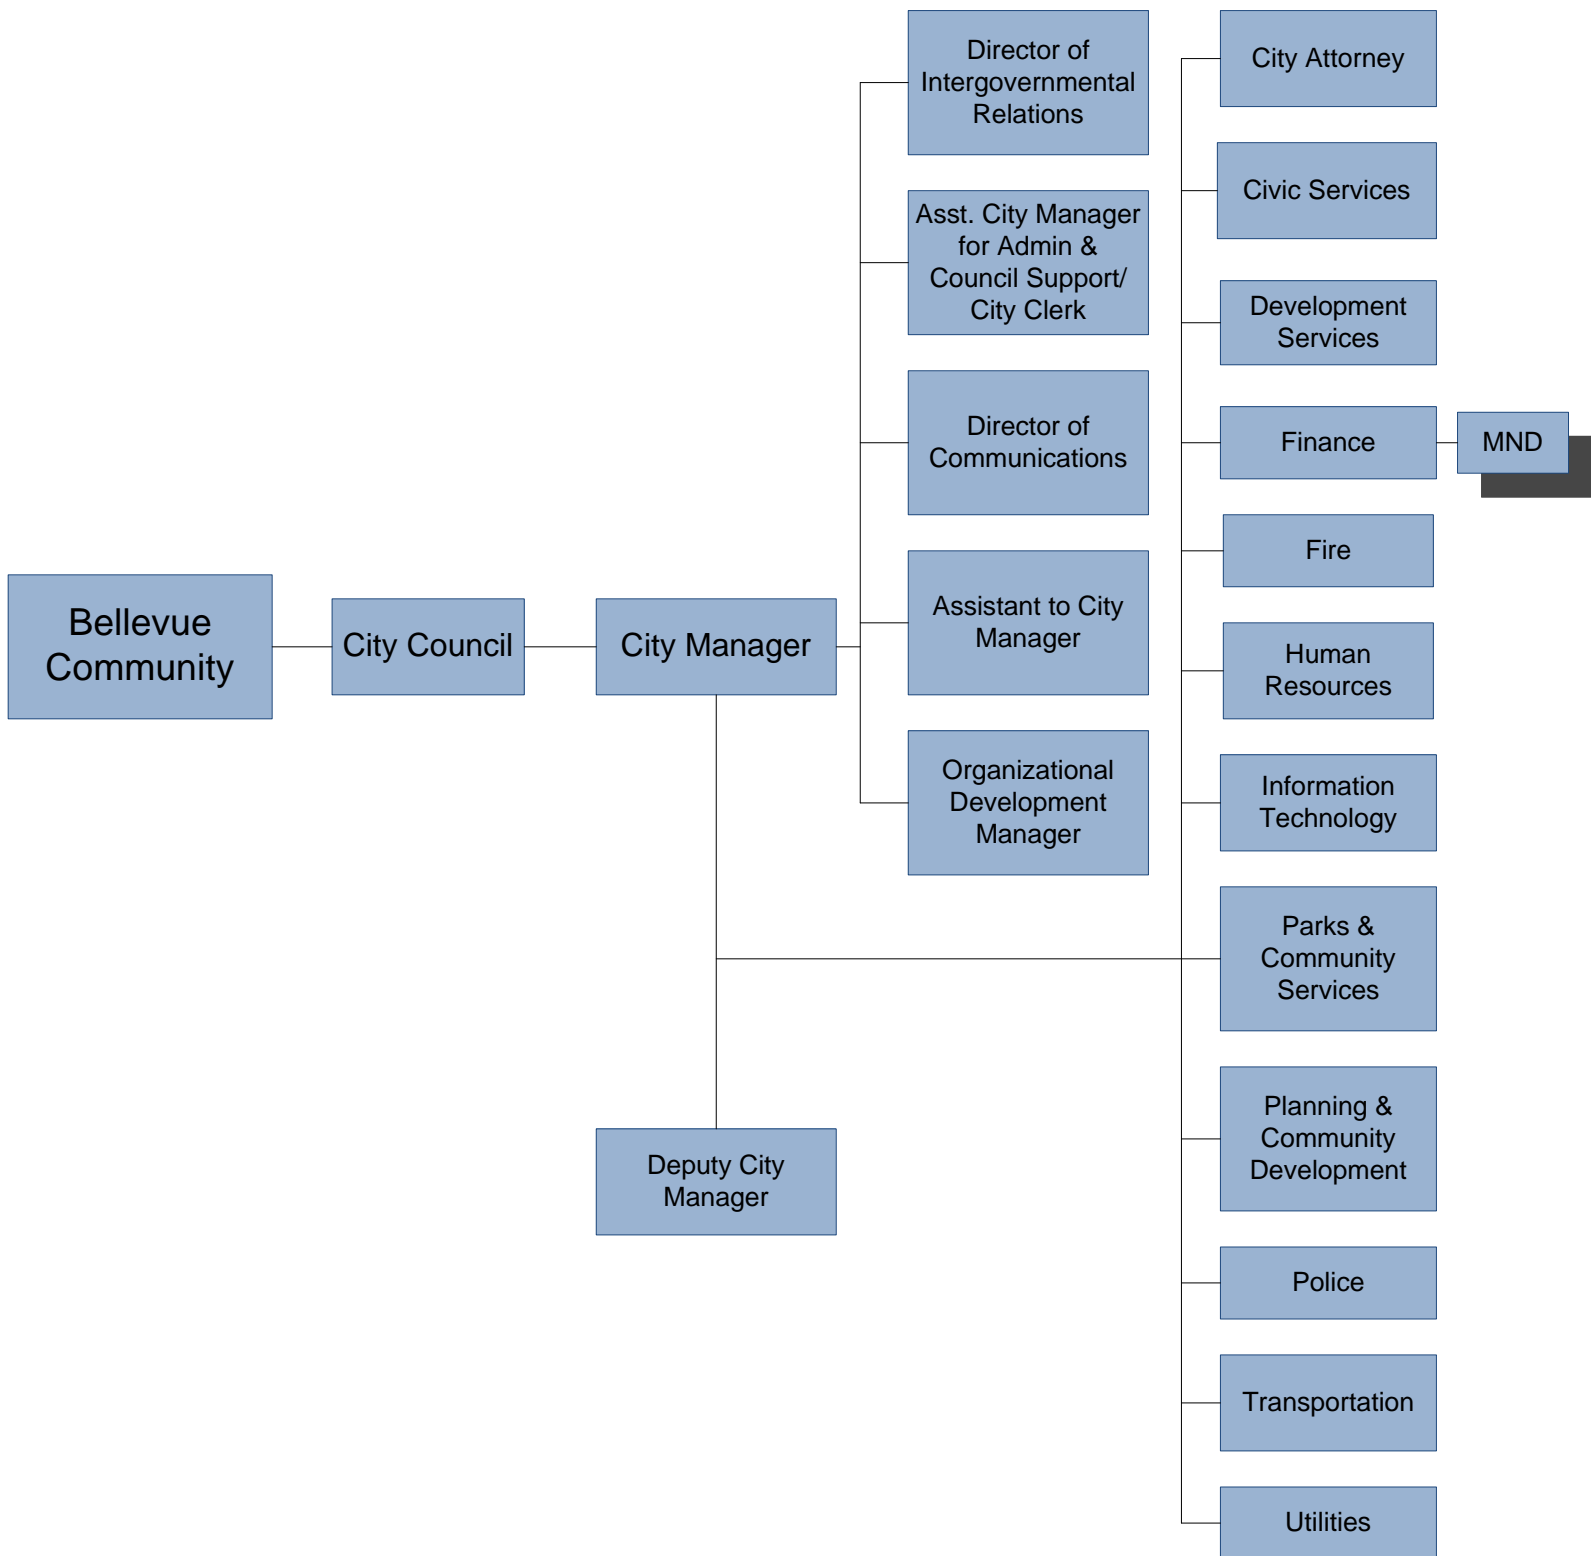 Bellevue
Community
City Council
City Manager
Deputy City
Manager
Director of
Intergovernmental
Relations
Asst. City Manager
for Admin &
Council Support/
City Clerk
Director of
Communications
Assistant to City
Manager
Organizational
Development
Manager
City Attorney
Civic Services
Development
Services
Finance
MND
Fire
Human
Resources
Information
Technology
Parks &
Community
Services
Planning &
Community
Development
Police
Transportation
Utilities